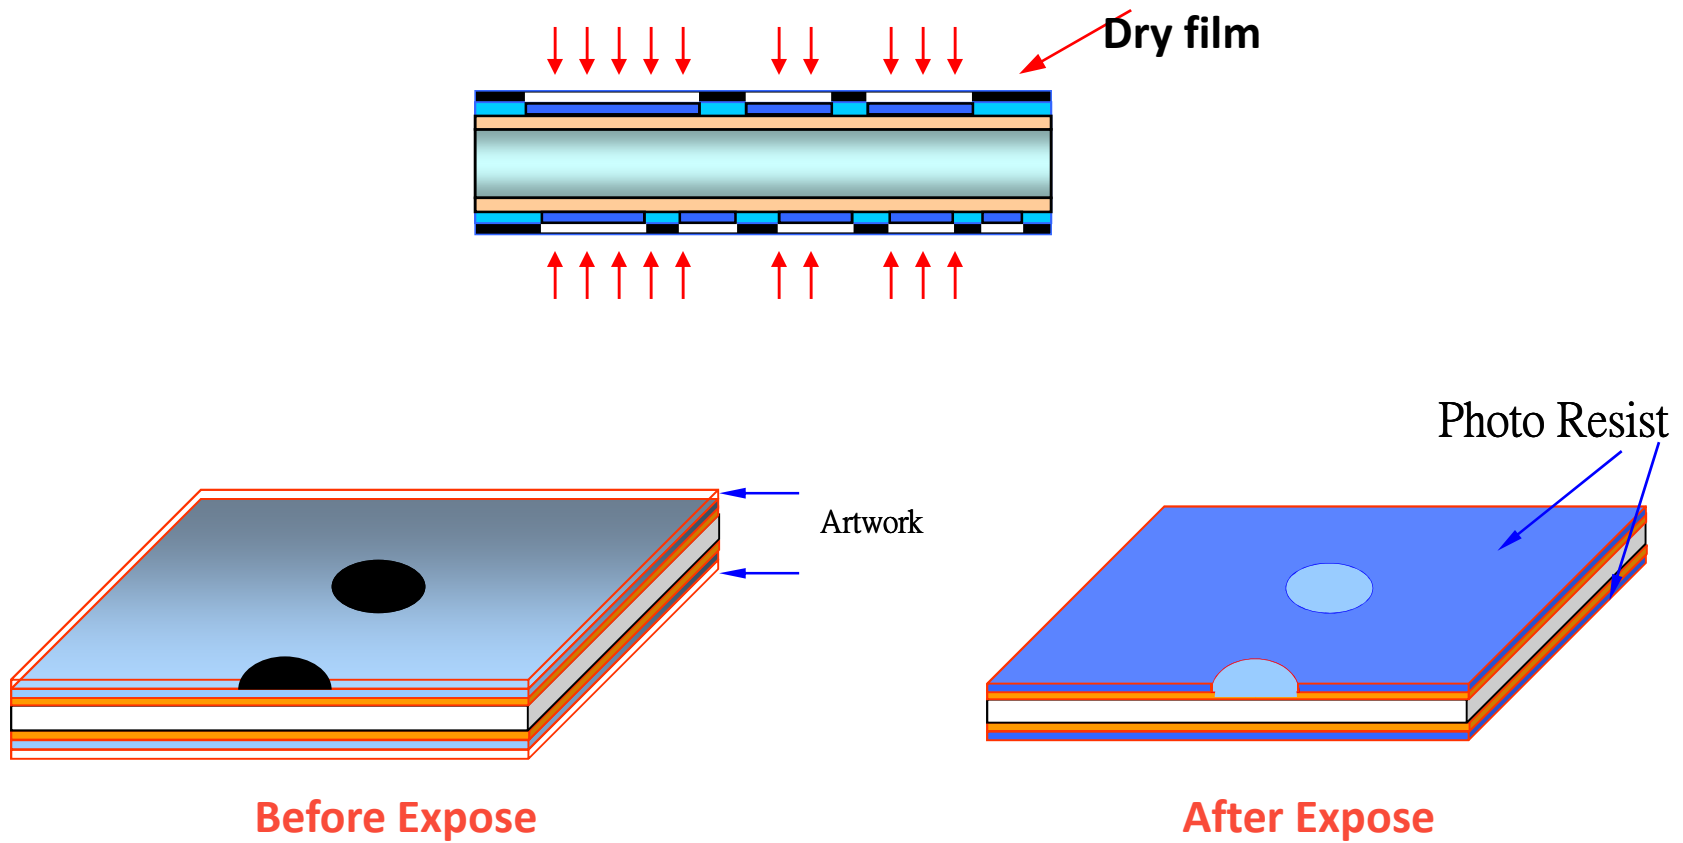 Dry film
Photo Resist
Artwork
Before Expose
After Expose